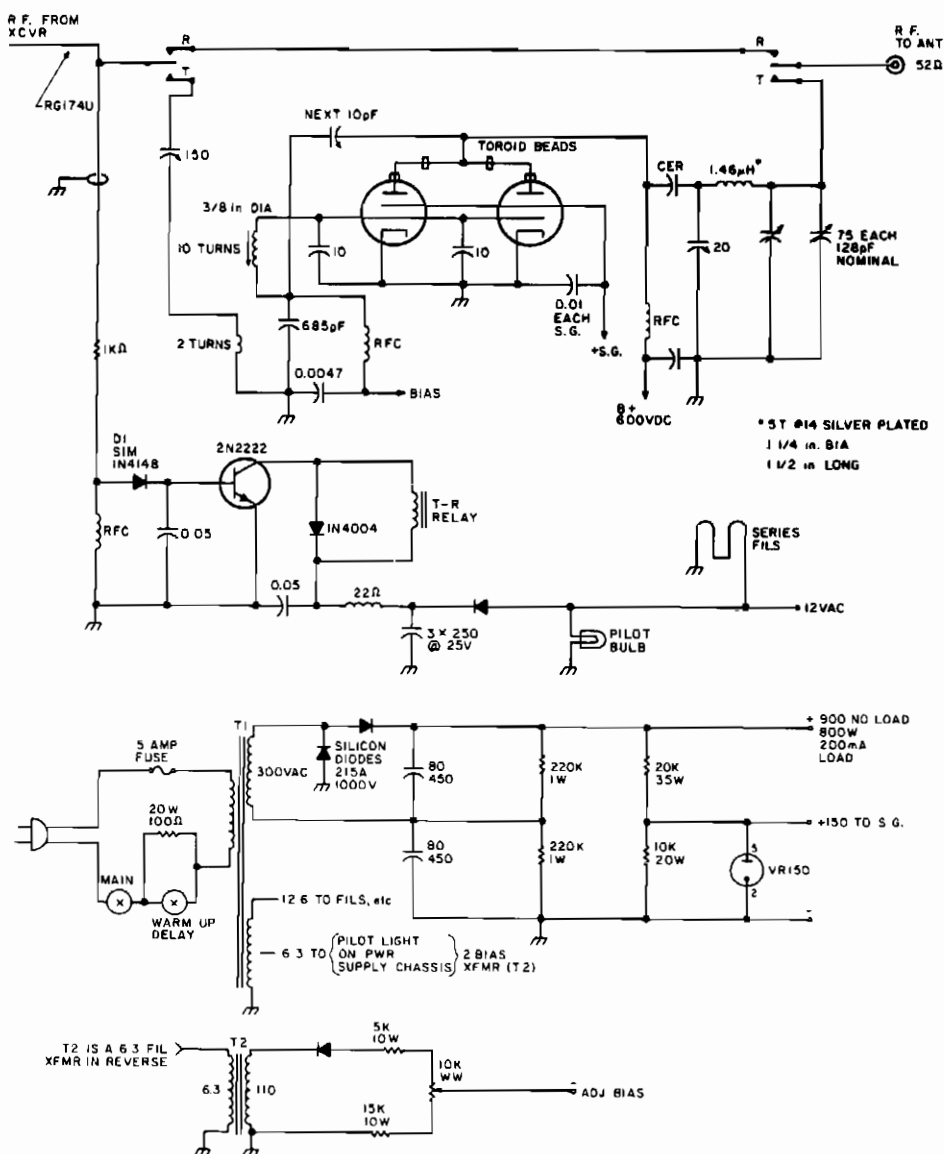 R F. FROM
XCVR
RG174U
R
T
R
T
R F.
TO ANT
52Ω
150
NEXT 10pF
TOROID BEADS
3/8 in DIA
10 TURNS
10
10
CER
1.46μH*
20
75 EACH
128pF
NOMINAL
0.01
EACH
S.G.
+S.G.
RFC
685pF
RFC
2 TURNS
0.0047
BIAS
B+
600VDC
1KΩ
* 5T #14 SILVER PLATED
1 1/4 in. BIA
1 1/2 in LONG
D1
SIM
IN4148
2N2222
RFC
0 05
IN4004
T-R
RELAY
SERIES
FILS
0.05
22Ω
3 × 250
@ 25V
PILOT
BULB
12VAC
T1
5 AMP
FUSE
300VAC
SILICON
DIODES
215A
1000V
80
450
220K
1W
20K
35W
+ 900 NO LOAD
800W
200mA
LOAD
20W
100Ω
MAIN
WARM UP
DELAY
80
450
220K
1W
10K
20W
+150 TO S G.
5
VR150
2
-
12 6 TO FILS, etc
6 3 TO
PILOT LIGHT
ON PWR
SUPPLY CHASSIS
2 BIAS
XFMR (T2)
T2 IS A 6 3 FIL
XFMR IN REVERSE
T2
6.3
110
5K
10W
10K
WW
15K
10W
-
ADJ BIAS